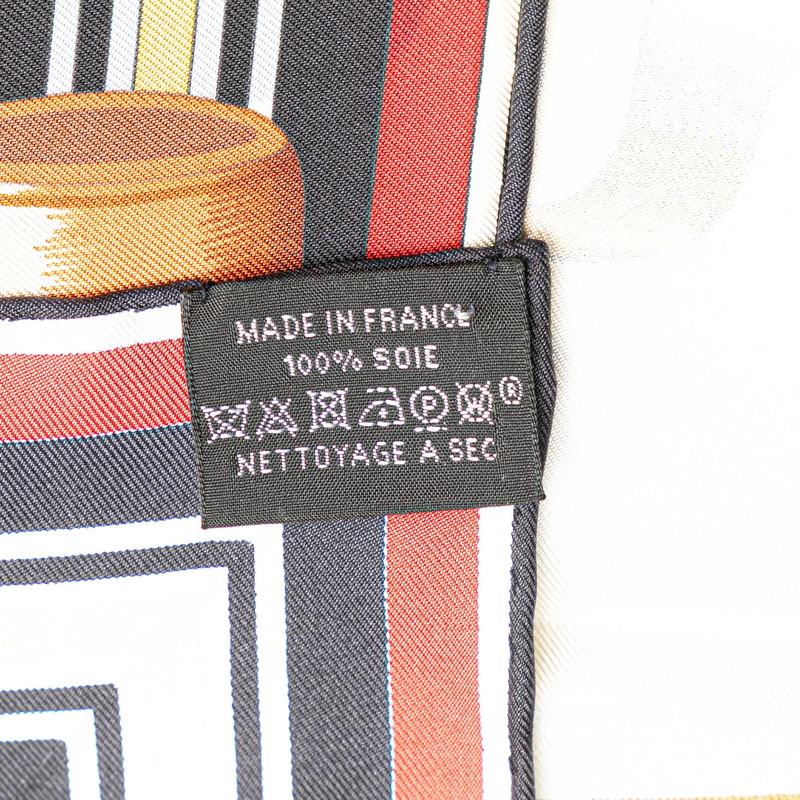 MADE IN FRANCE
100% SOIE
P W ®
NETTOYAGE A SEC